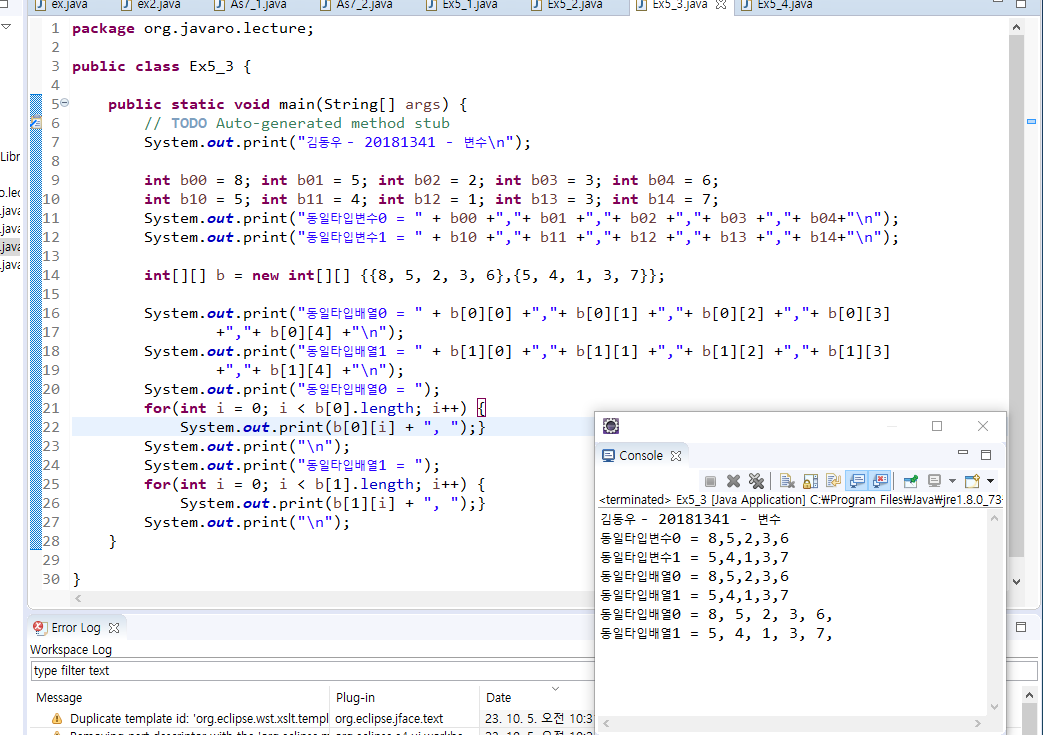 ex.java ex2.java As7_1.java As7_2.java Ex5_1.java Ex5_2.java Ex5_3.java Ex5_4.java
1 package org.javaro.lecture;
2
3 public class Ex5_3 {
4
5 public static void main(String[] args) {
6 // TODO Auto-generated method stub
7 System.out.print("김동우 - 20181341 - 변수\n");
8
9 int b00 = 8; int b01 = 5; int b02 = 2; int b03 = 3; int b04 = 6;
10 int b10 = 5; int b11 = 4; int b12 = 1; int b13 = 3; int b14 = 7;
11 System.out.print("동일타입변수0 = " + b00 +","+ b01 +","+ b02 +","+ b03 +","+ b04+"\n");
12 System.out.print("동일타입변수1 = " + b10 +","+ b11 +","+ b12 +","+ b13 +","+ b14+"\n");
13
14 int[][] b = new int[][] {{8, 5, 2, 3, 6},{5, 4, 1, 3, 7}};
15
16 System.out.print("동일타입배열0 = " + b[0][0] +","+ b[0][1] +","+ b[0][2] +","+ b[0][3]
17 +","+ b[0][4] +"\n");
18 System.out.print("동일타입배열1 = " + b[1][0] +","+ b[1][1] +","+ b[1][2] +","+ b[1][3]
19 +","+ b[1][4] +"\n");
20 System.out.print("동일타입배열0 = ");
21 for(int i = 0; i < b[0].length; i++) {
22 System.out.print(b[0][i] + ", ");}
23 System.out.print("\n");
24 System.out.print("동일타입배열1 = ");
25 for(int i = 0; i < b[1].length; i++) {
26 System.out.print(b[1][i] + ", ");}
27 System.out.print("\n");
28 }
29
30 }
Libr
o.lec
.java
.java
.java
.java
Console
<terminated> Ex5_3 [Java Application] C:￦Program Files￦Java￦jre1.8.0_73
김동우 - 20181341 - 변수
동일타입변수0 = 8,5,2,3,6
동일타입변수1 = 5,4,1,3,7
동일타입배열0 = 8,5,2,3,6
동일타입배열1 = 5,4,1,3,7
동일타입배열0 = 8, 5, 2, 3, 6,
동일타입배열1 = 5, 4, 1, 3, 7,
Error Log
Workspace Log
type filter text
Message Plug-in Date
Duplicate template id: 'org.eclipse.wst.xslt.templ org.eclipse.jface.text 23. 10. 5. 오전 10:3